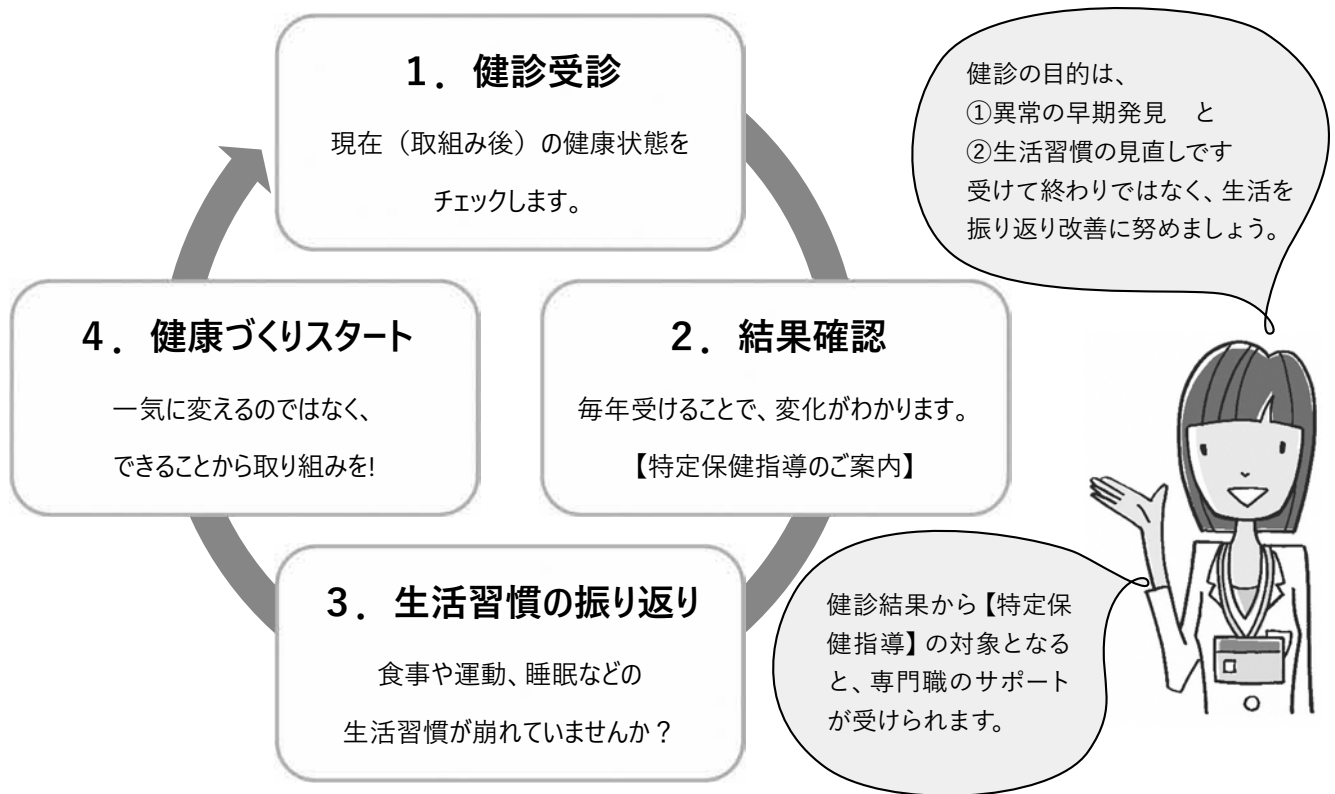 1．健診受診
現在（取組み後）の健康状態を
チェックします。
健診の目的は、
①異常の早期発見　と
②生活習慣の見直しです
受けて終わりではなく、生活を
振り返り改善に努めましょう。
2．結果確認
毎年受けることで、変化がわかります。
【特定保健指導のご案内】
3．生活習慣の振り返り
食事や運動、睡眠などの
生活習慣が崩れていませんか？
4．健康づくりスタート
一気に変えるのではなく、
できることから取り組みを!
健診結果から【特定保
健指導】の対象となる
と、専門職のサポート
が受けられます。